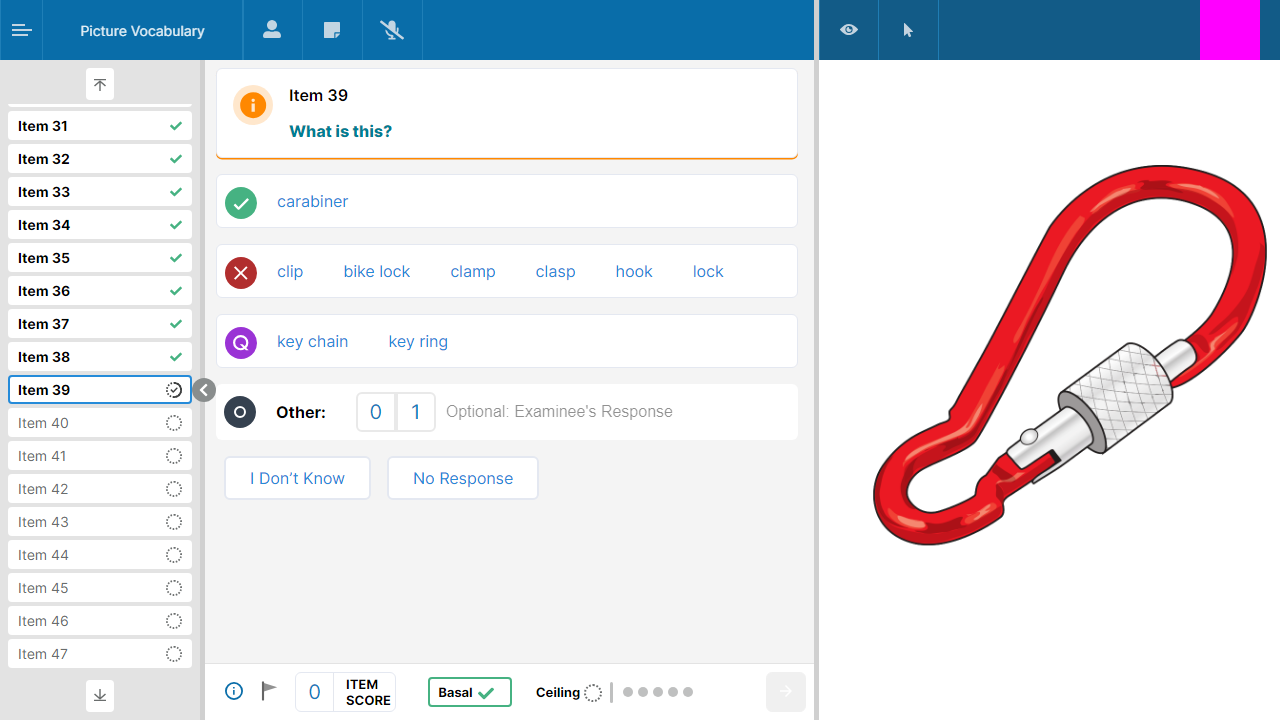 Picture Vocabulary
Item 31
Item 32
Item 33
Item 34
Item 35
Item 36
Item 37
Item 38
Item 39
Item 40
Item 41
Item 42
Item 43
Item 44
Item 45
Item 46
Item 47
Item 39
What is this?
carabiner
clip bike lock clamp clasp hook lock
Q key chain key ring
Other: 0 1 Optional: Examinee's Response
I Don’t Know No Response
0 ITEM SCORE Basal Ceiling